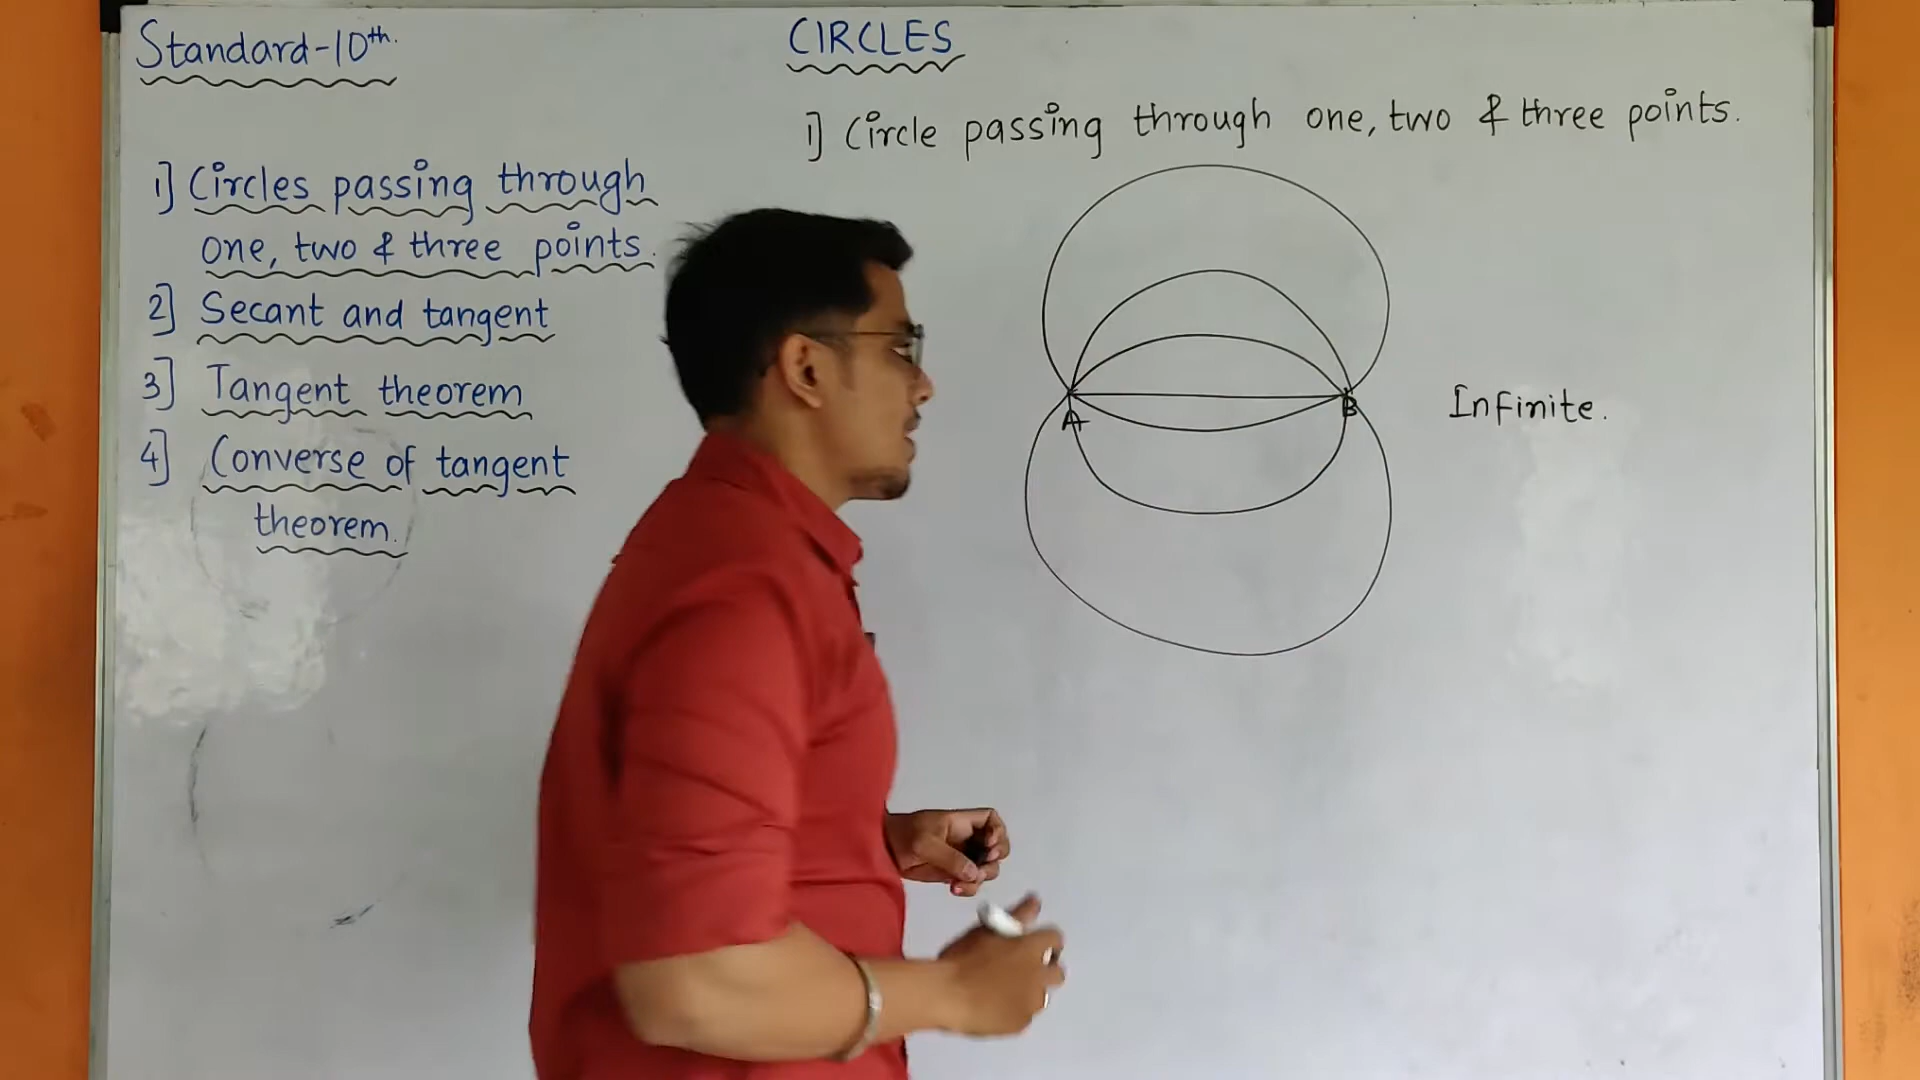 Standard-10th.
1] Circles passing through
one, two & three points.
2] Secant and tangent
3] Tangent theorem
4] Converse of tangent
theorem.
CIRCLES
1] Circle passing through one, two & three points.
A
B
Infinite.